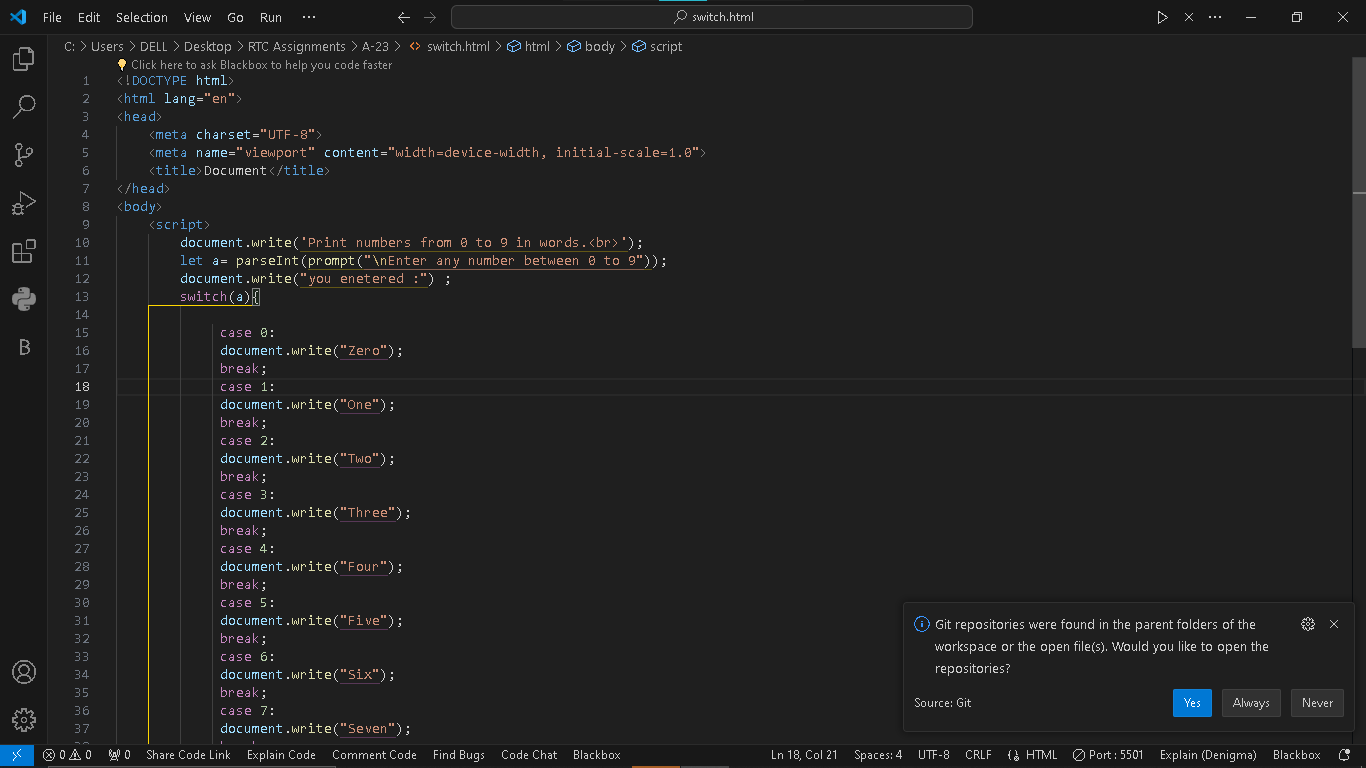 File Edit Selection View Go Run ··· switch.html
C: > Users > DELL > Desktop > RTC Assignments > A-23 > <> switch.html > html > body > script
Click here to ask Blackbox to help you code faster
1 <!DOCTYPE html>
2 <html lang="en">
3 <head>
4 <meta charset="UTF-8">
5 <meta name="viewport" content="width=device-width, initial-scale=1.0">
6 <title>Document</title>
7 </head>
8 <body>
9 <script>
10 document.write('Print numbers from 0 to 9 in words.<br>');
11 let a= parseInt(prompt("\nEnter any number between 0 to 9"));
12 document.write("you enetered :") ;
13 switch(a){
14
15 case 0:
16 document.write("Zero");
17 break;
18 case 1:
19 document.write("One");
20 break;
21 case 2:
22 document.write("Two");
23 break;
24 case 3:
25 document.write("Three");
26 break;
27 case 4:
28 document.write("Four");
29 break;
30 case 5:
31 document.write("Five");
32 break;
33 case 6:
34 document.write("Six");
35 break;
36 case 7:
37 document.write("Seven");
B
Git repositories were found in the parent folders of the
workspace or the open file(s). Would you like to open the
repositories?
Source: Git Yes Always Never
0 0 0 Share Code Link Explain Code Comment Code Find Bugs Code Chat Blackbox Ln 18, Col 21 Spaces: 4 UTF-8 CRLF {} HTML Port : 5501 Explain (Denigma) Blackbox